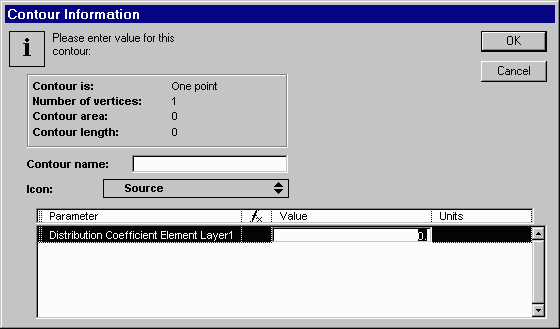 Contour Information
i
Please enter value for this
contour:
OK
Cancel
Contour is: One point
Number of vertices: 1
Contour area: 0
Contour length: 0
Contour name:
Icon: Source
Parameter fx Value Units
Distribution Coefficient Element Layer1 0.